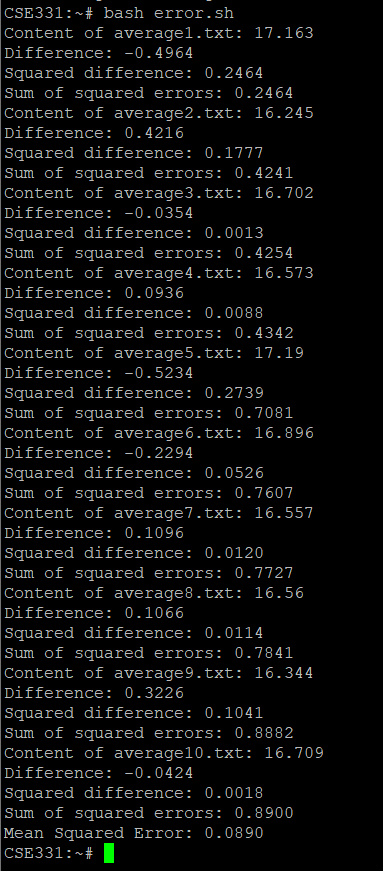 CSE331:~# bash error.sh
Content of average1.txt: 17.163
Difference: -0.4964
Squared difference: 0.2464
Sum of squared errors: 0.2464
Content of average2.txt: 16.245
Difference: 0.4216
Squared difference: 0.1777
Sum of squared errors: 0.4241
Content of average3.txt: 16.702
Difference: -0.0354
Squared difference: 0.0013
Sum of squared errors: 0.4254
Content of average4.txt: 16.573
Difference: 0.0936
Squared difference: 0.0088
Sum of squared errors: 0.4342
Content of average5.txt: 17.19
Difference: -0.5234
Squared difference: 0.2739
Sum of squared errors: 0.7081
Content of average6.txt: 16.896
Difference: -0.2294
Squared difference: 0.0526
Sum of squared errors: 0.7607
Content of average7.txt: 16.557
Difference: 0.1096
Squared difference: 0.0120
Sum of squared errors: 0.7727
Content of average8.txt: 16.56
Difference: 0.1066
Squared difference: 0.0114
Sum of squared errors: 0.7841
Content of average9.txt: 16.344
Difference: 0.3226
Squared difference: 0.1041
Sum of squared errors: 0.8882
Content of average10.txt: 16.709
Difference: -0.0424
Squared difference: 0.0018
Sum of squared errors: 0.8900
Mean Squared Error: 0.0890
CSE331:~#